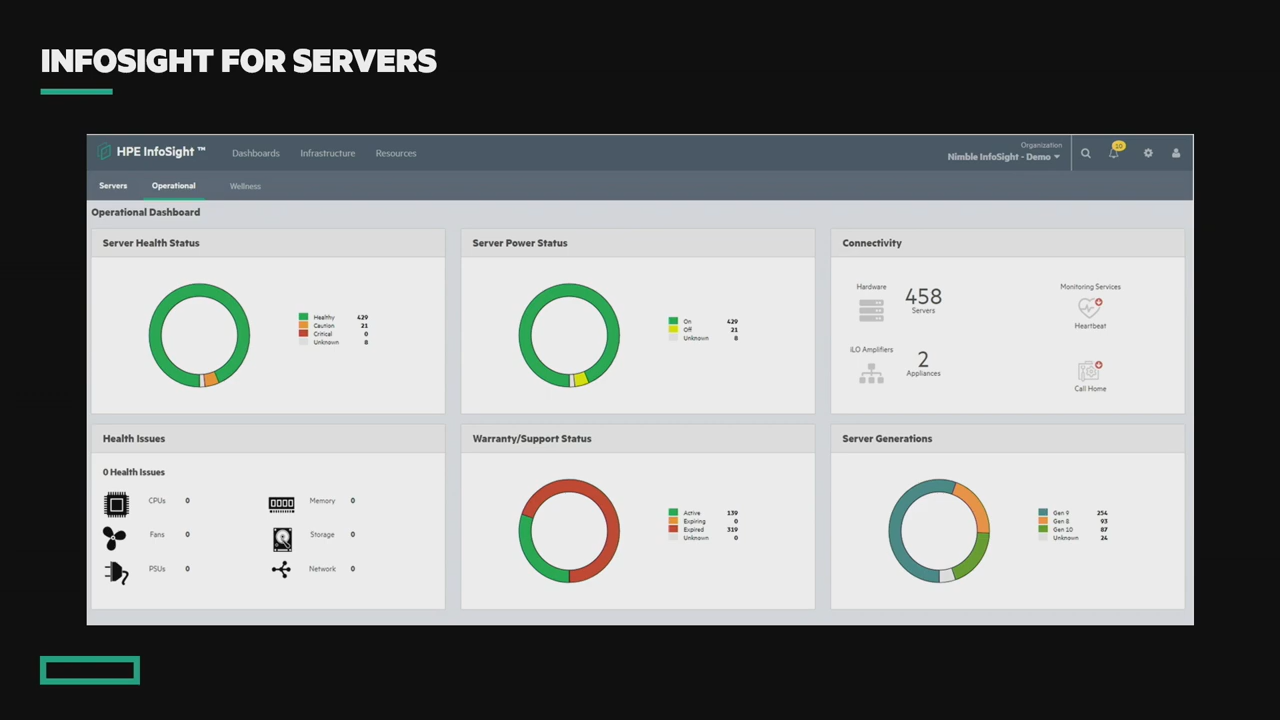 INFOSIGHT FOR SERVERS
HPE InfoSight ™
Dashboards
Infrastructure
Resources
Organization
Nimble InfoSight - Demo
10
Servers
Operational
Wellness
Operational Dashboard
Server Health Status
Healthy 429
Caution 21
Critical 0
Unknown 8
Server Power Status
On 429
Off 21
Unknown 8
Connectivity
Hardware
458
Servers
Monitoring Services
Heartbeat
iLO Amplifiers
2
Appliances
Call Home
Health Issues
0 Health Issues
CPUs 0
Memory 0
Fans 0
Storage 0
PSUs 0
Network 0
Warranty/Support Status
Active 139
Expiring 0
Expired 319
Unknown 0
Server Generations
Gen 9 254
Gen 8 93
Gen 10 87
Unknown 24